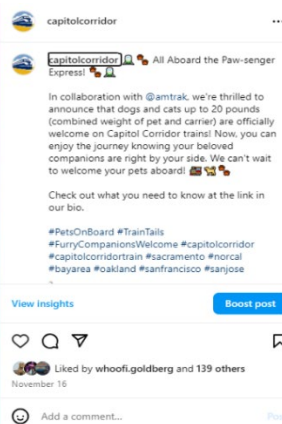 capitolcorridor
capitolcorridor All Aboard the Paw-senger
Express!
In collaboration with @amtrak, we're thrilled to
announce that dogs and cats up to 20 pounds
(combined weight of pet and carrier) are officially
welcome on Capitol Corridor trains! Now, you can
enjoy the journey knowing your beloved
companions are right by your side. We can't wait
to welcome your pets aboard!
Check out what you need to know at the link in
our bio.
#PetsOnBoard #TrainTails
#FurryCompanionsWelcome #capitolcorridor
#capitolcorridortrain #sacramento #norcal
#bayarea #oakland #sanfrancisco #sanjose
View insights
Boost post
Liked by whoofi.goldberg and 139 others
November 16
Add a comment...